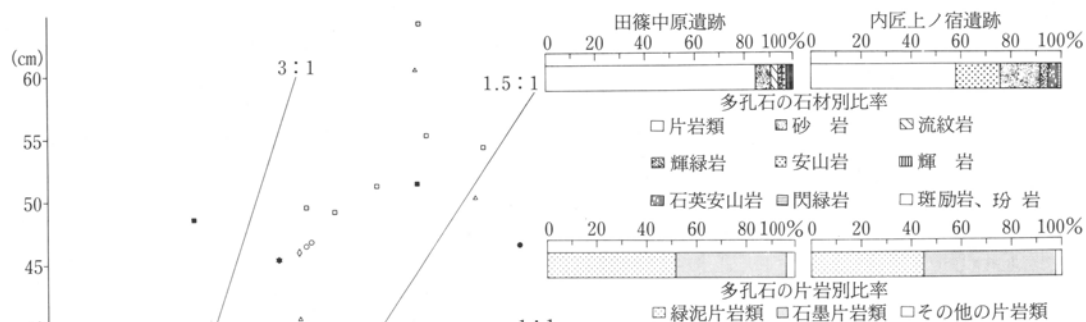 (cm)
60
55
50
45
3：1
1.5：1
田篠中原遺跡
0 20 40 60 80 100%
内匠上ノ宿遺跡
0 20 40 60 80 100%
多孔石の石材別比率
片岩類 砂 岩 流紋岩
輝緑岩 安山岩 輝 岩
石英安山岩 閃緑岩 斑励岩、玢 岩
0 20 40 60 80 100%
0 20 40 60 80 100%
多孔石の片岩別比率
緑泥片岩類 石墨片岩類 その他の片岩類